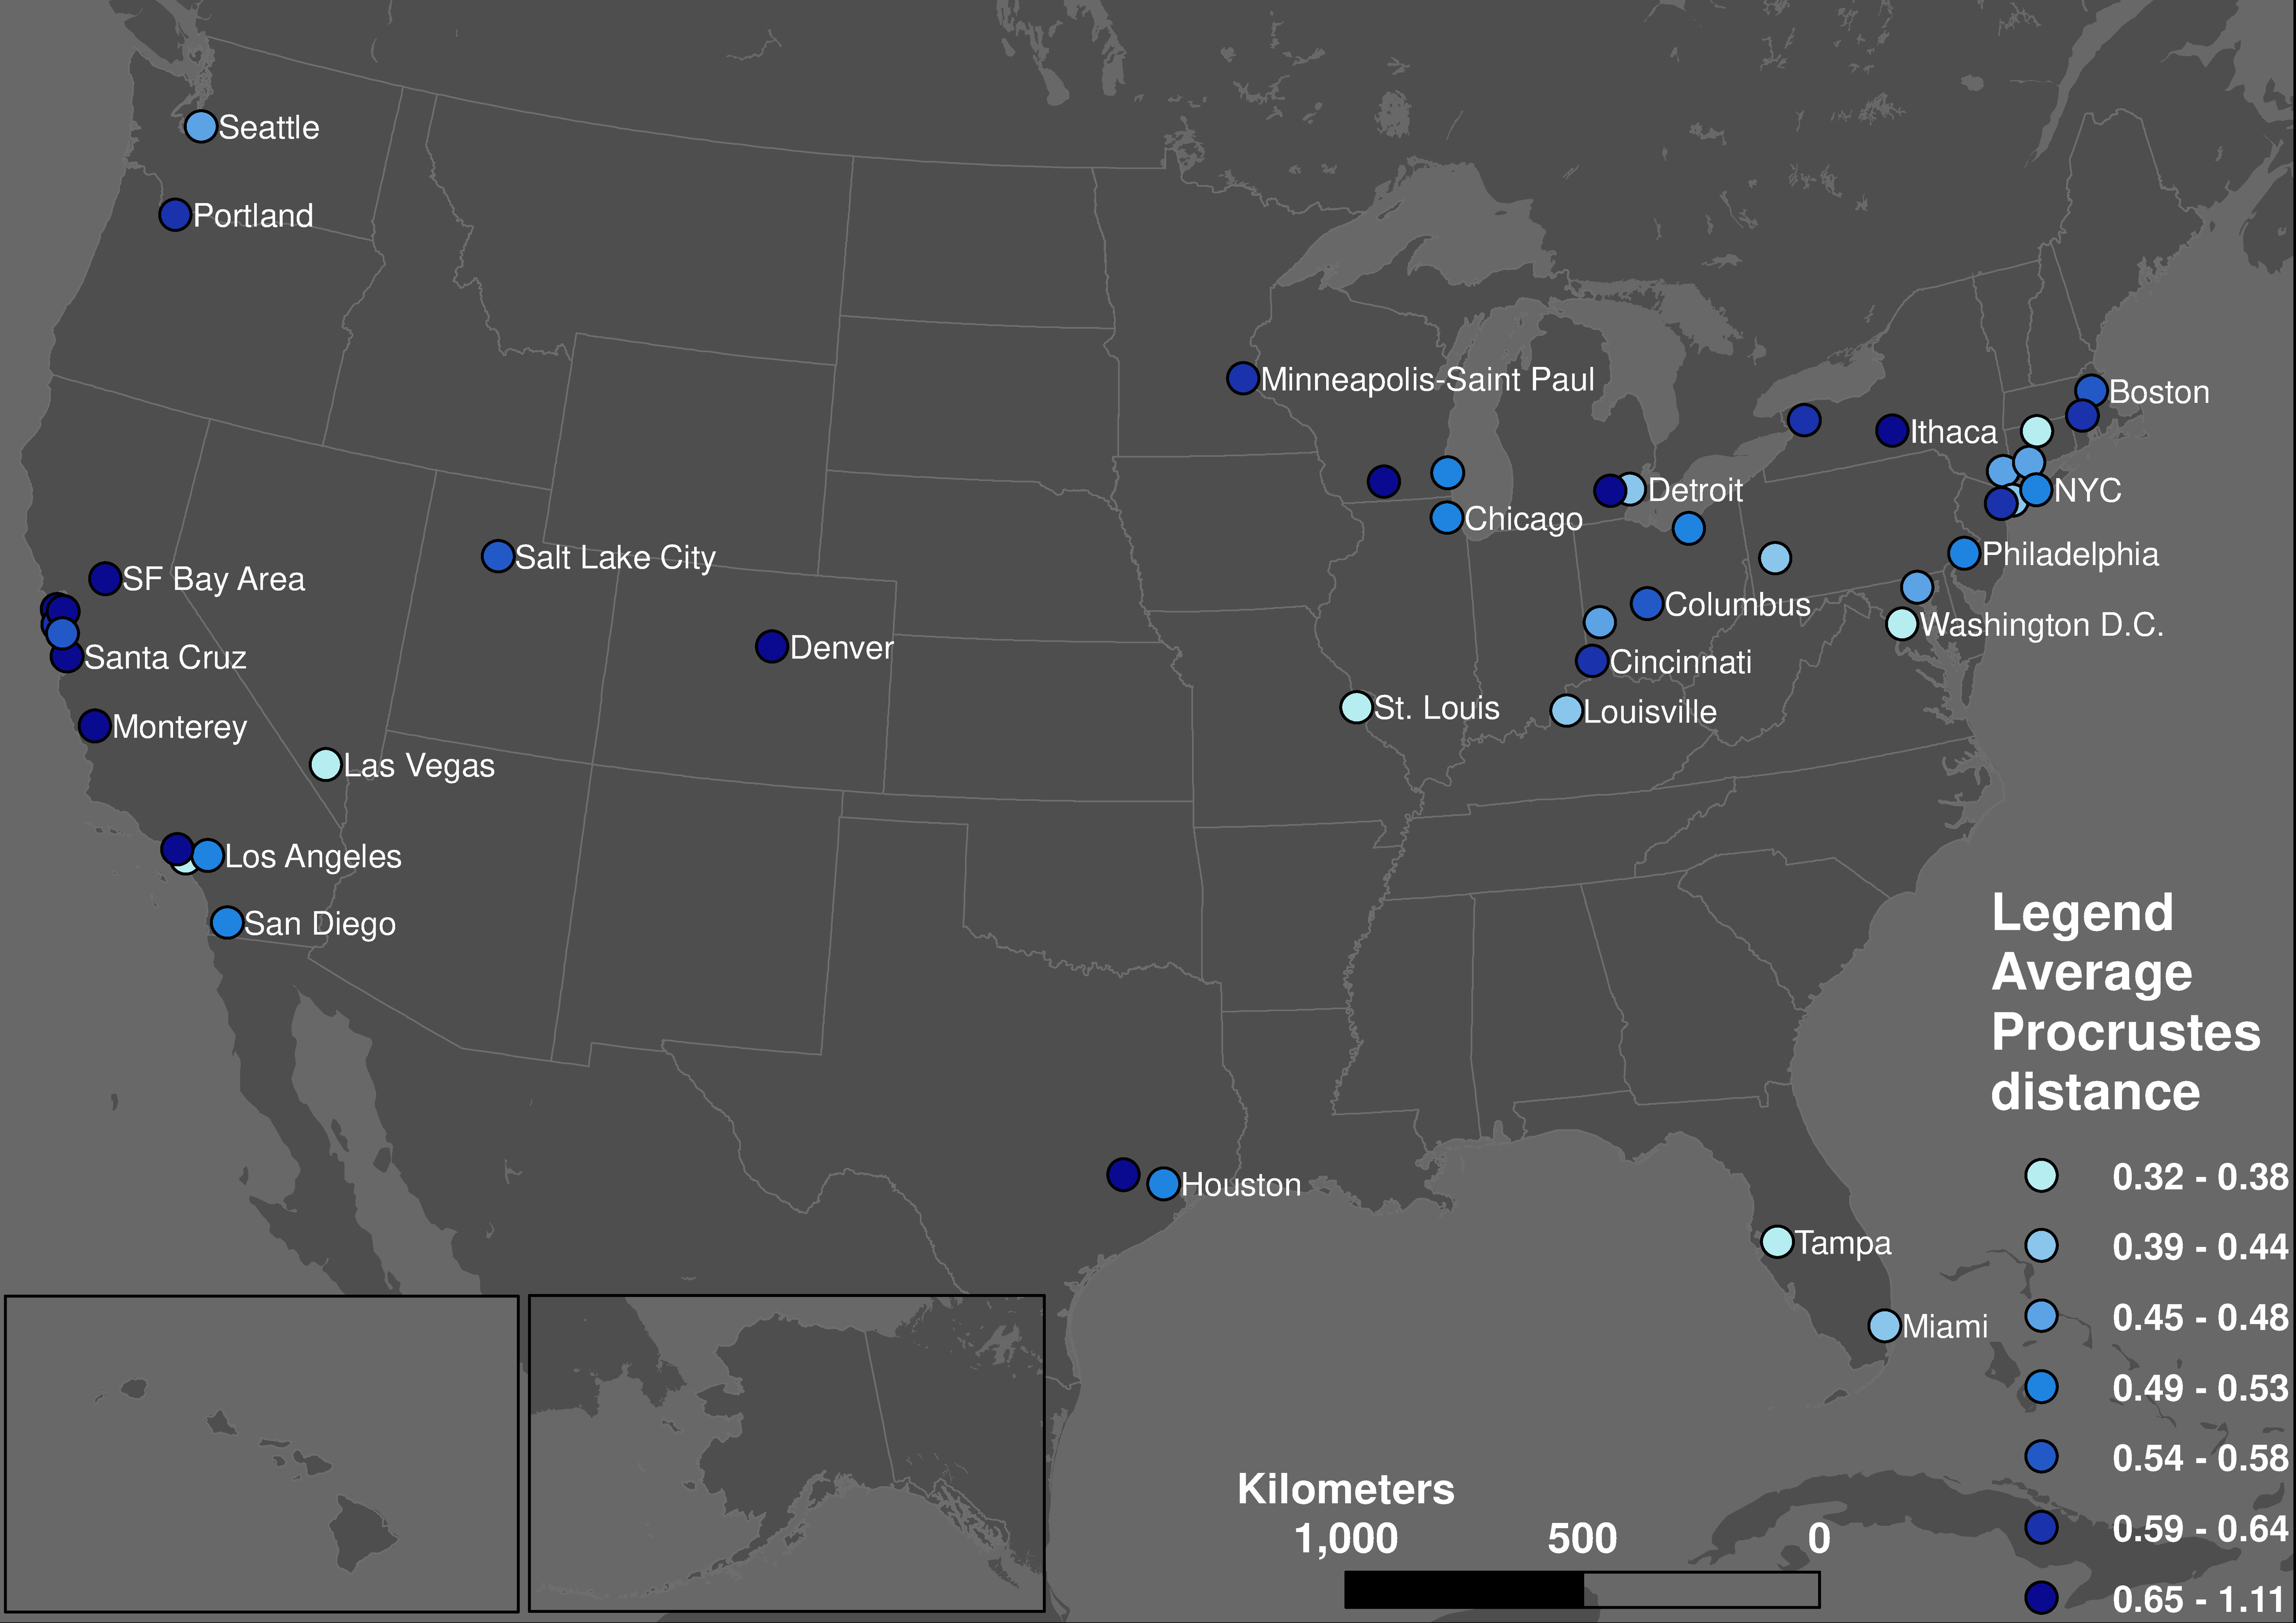 Seattle
Portland
Minneapolis-Saint Paul
Boston
Ithaca
Detroit
NYC
Chicago
Salt Lake City
Philadelphia
SF Bay Area
Columbus
Washington D.C.
Denver
Santa Cruz
Cincinnati
St. Louis
Louisville
Monterey
Las Vegas
Los Angeles
San Diego
Houston
Tampa
Miami
Legend
Average
Procrustes
distance
0.32 - 0.38
0.39 - 0.44
0.45 - 0.48
0.49 - 0.53
0.54 - 0.58
0.59 - 0.64
0.65 - 1.11
Kilometers
1,000 500 0